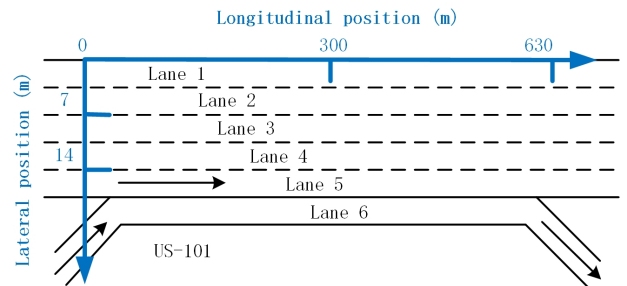 Longitudinal position (m)
0 300 630
Lane 1
7
Lane 2
Lane 3
14
Lane 4
Lane 5
Lane 6
US-101
Lateral position (m)